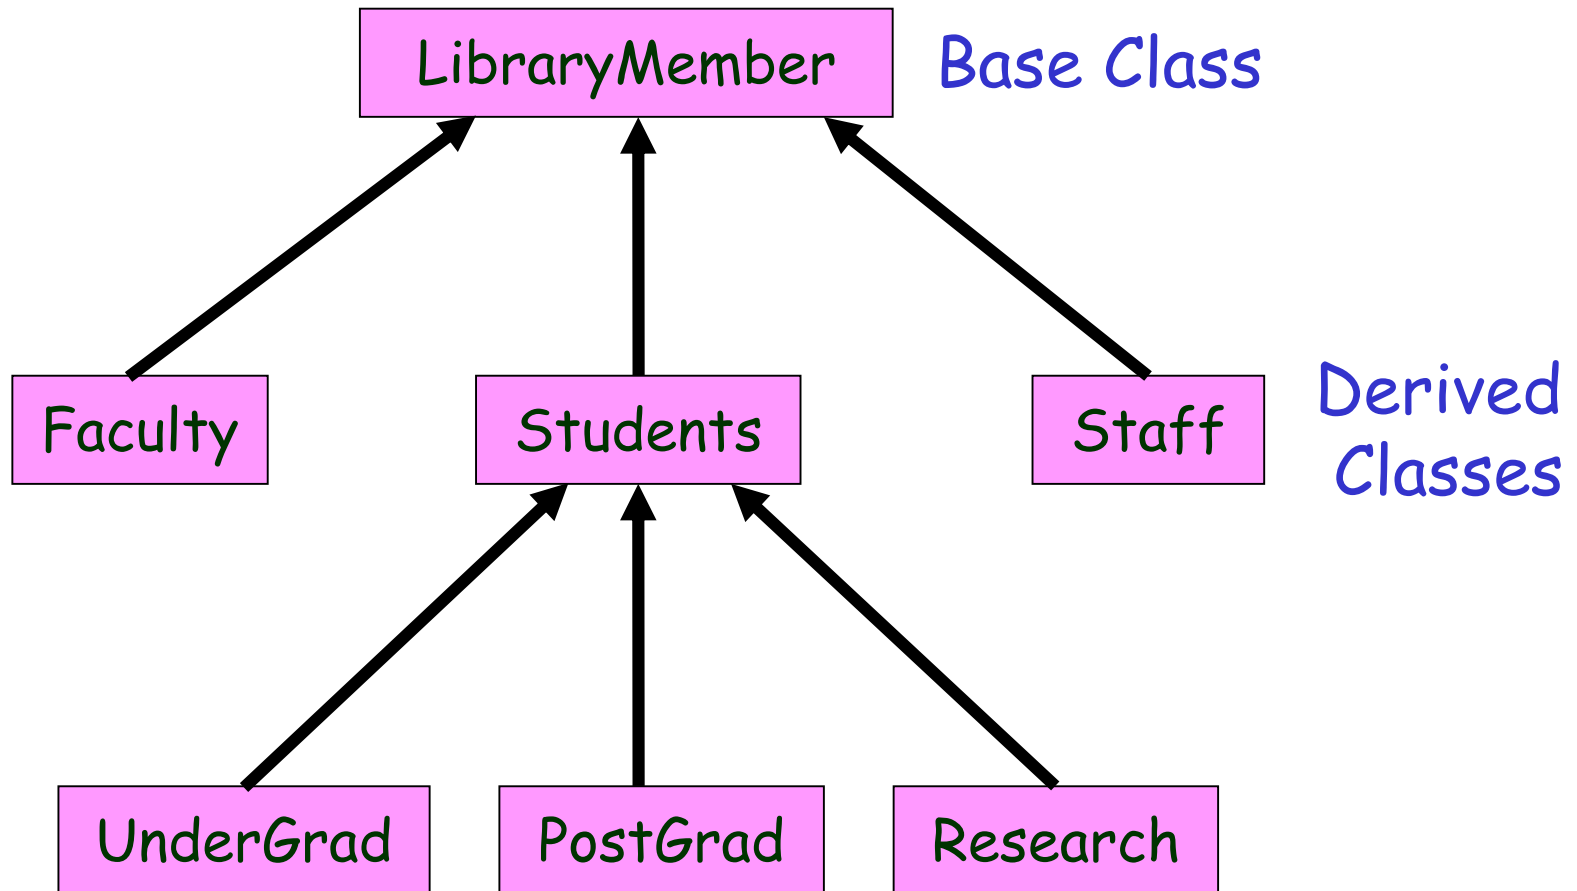 LibraryMember
Base Class
Faculty
Students
Staff
Derived
Classes
UnderGrad
PostGrad
Research